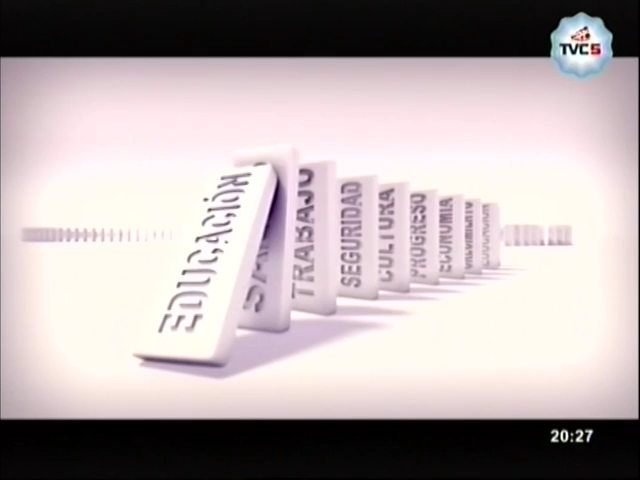 TVC5
EDUCACIÓN
TRABAJO
SEGURIDAD
CULTURA
PROGRESO
ECONOMIA
20:27